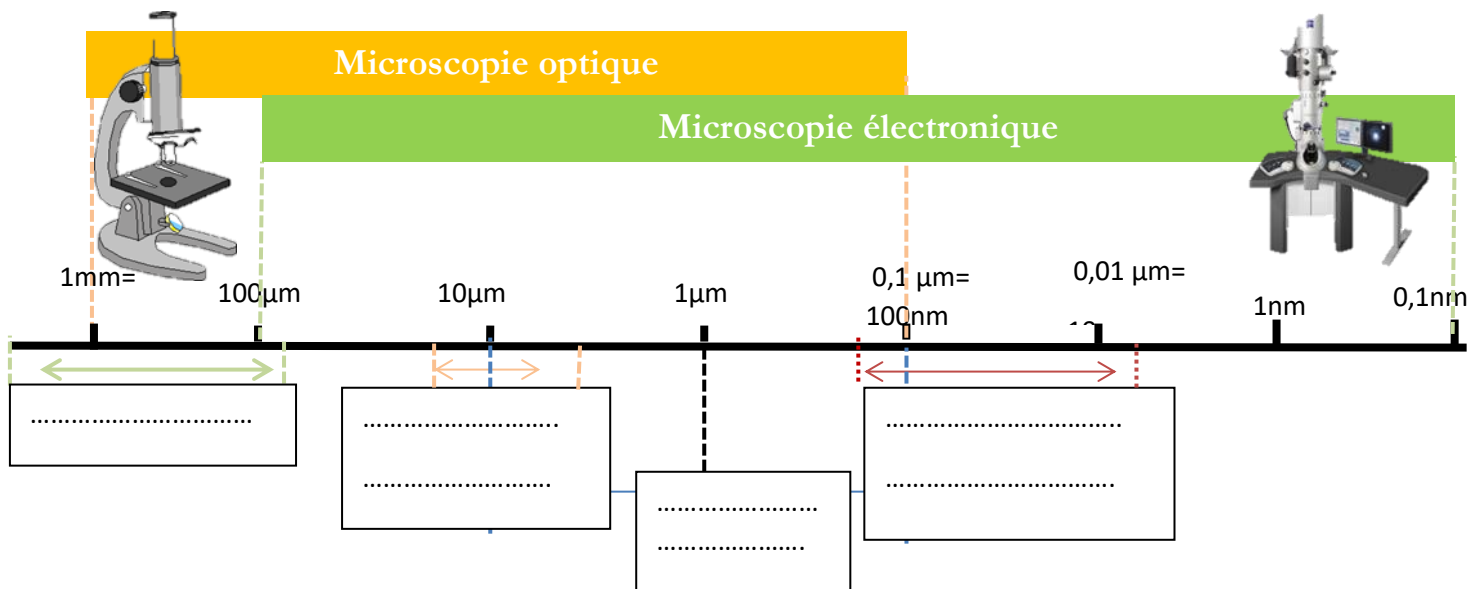 Microscopie optique
Microscopie électronique
1mm=
100µm
10µm
1µm
0,1 µm=
100nm
0,01 µm=
1nm
0,1nm
……………………………
………………………..
……………………….
……………………
………………….
……………………………..
…………………………….